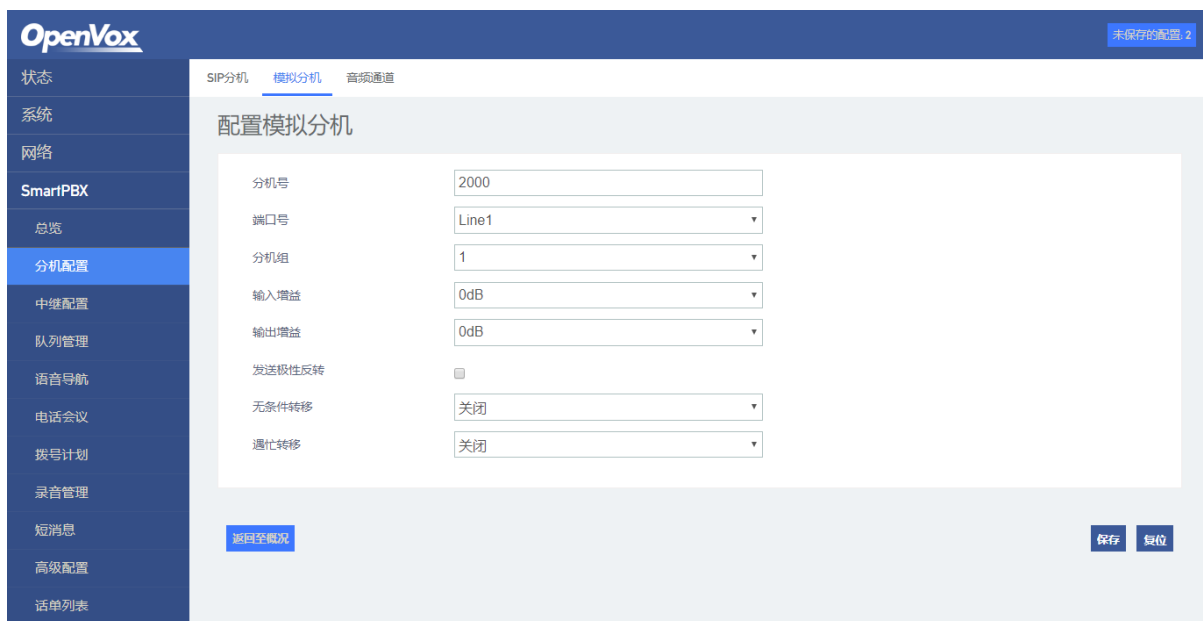 OpenVox
未保存的配置: 2
状态
系统
网络
SmartPBX
总览
分机配置
中继配置
队列管理
语音导航
电话会议
拨号计划
录音管理
短消息
高级配置
话单列表
SIP分机 模拟分机 音频通道
配置模拟分机
分机号 2000
端口号 Line1
分机组 1
输入增益 0dB
输出增益 0dB
发送极性反转
无条件转移 关闭
遇忙转移 关闭
返回至概况 保存 复位